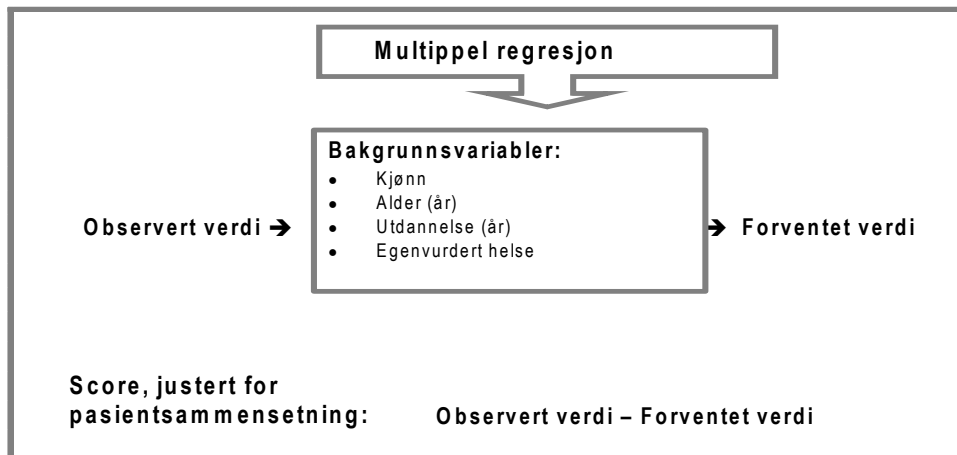 Multippel regresjon
Bakgrunnsvariabler:
• Kjønn
• Alder (år)
• Utdannelse (år)
• Egenvurdert helse
Observert verdi ➔
➔ Forventet verdi
Score, justert for
pasientsammensetning: Observert verdi – Forventet verdi